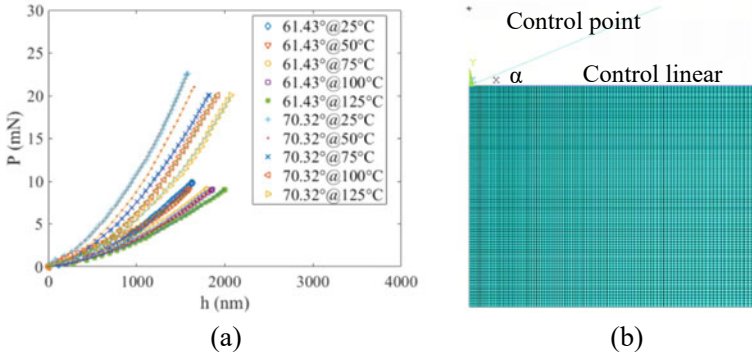 30
25
20
15
10
5
0
P (mN)
0 1000 2000 3000 4000
h (nm)
61.43°@25°C
61.43°@50°C
61.43°@75°C
61.43°@100°C
61.43°@125°C
70.32°@25°C
70.32°@50°C
70.32°@75°C
70.32°@100°C
70.32°@125°C
(a)
Control point
Y
X α Control linear
(b)